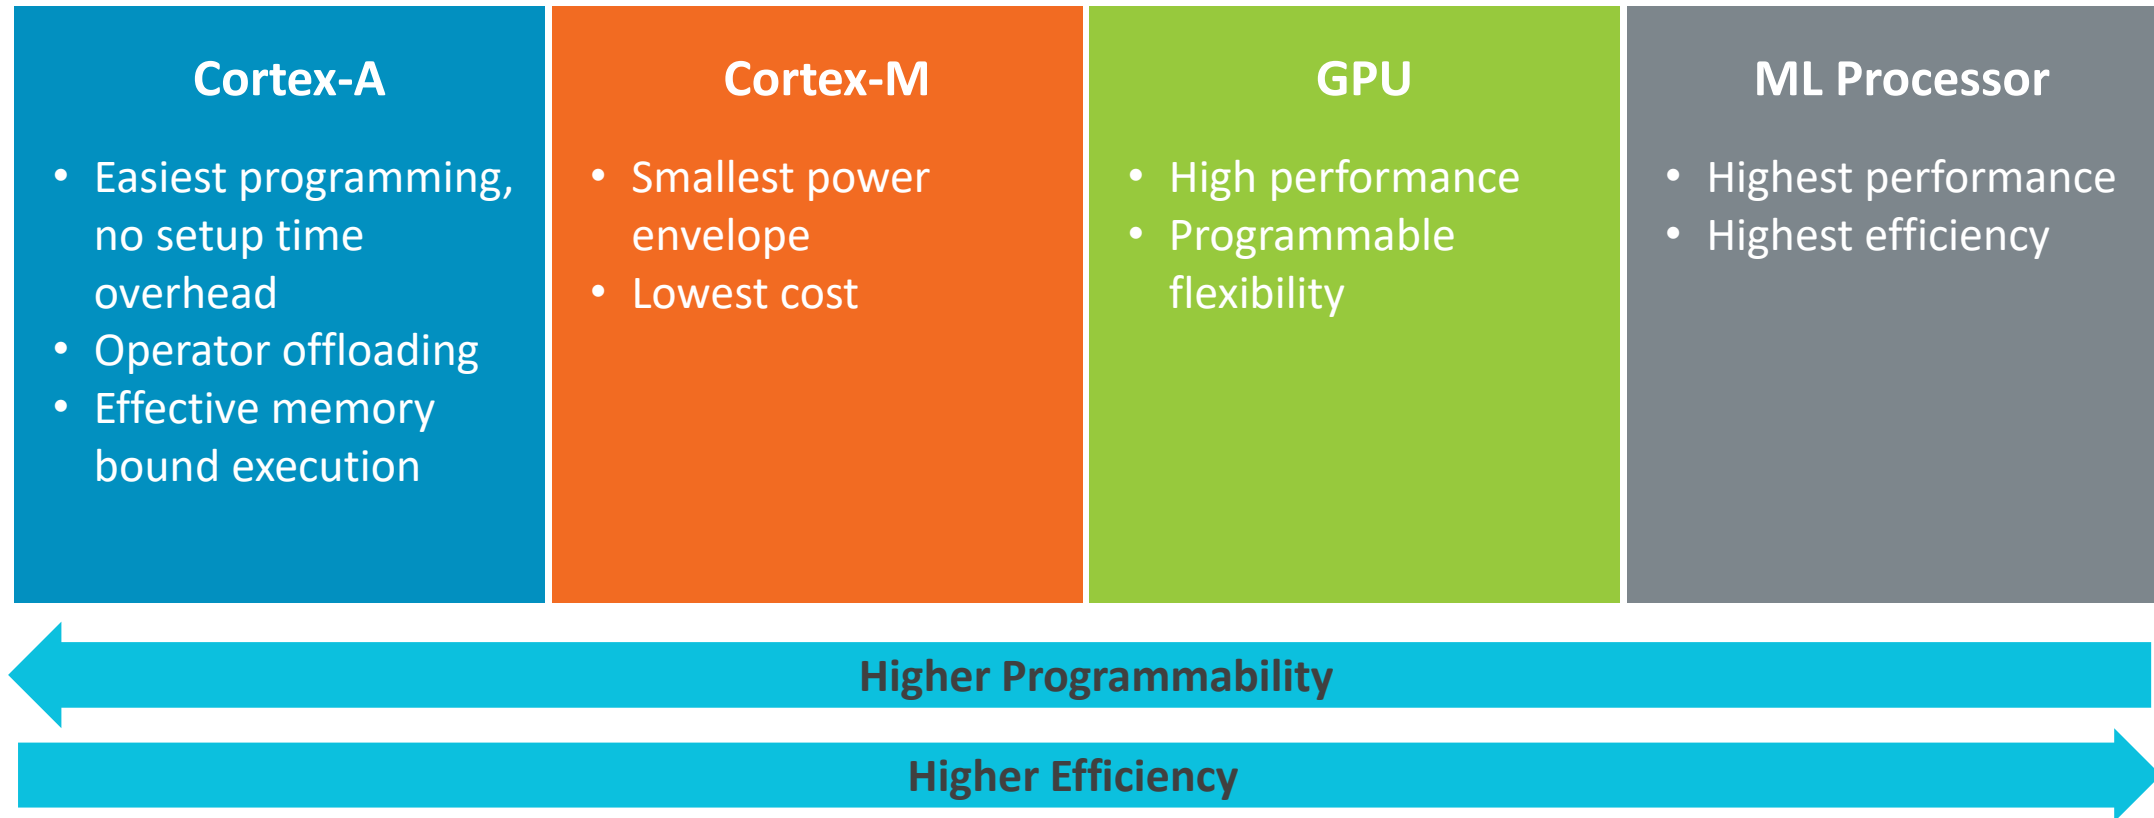 Cortex-A
• Easiest programming,
no setup time
overhead
• Operator offloading
• Effective memory
bound execution
Cortex-M
• Smallest power
envelope
• Lowest cost
GPU
• High performance
• Programmable
flexibility
ML Processor
• Highest performance
• Highest efficiency
Higher Programmability
Higher Efficiency